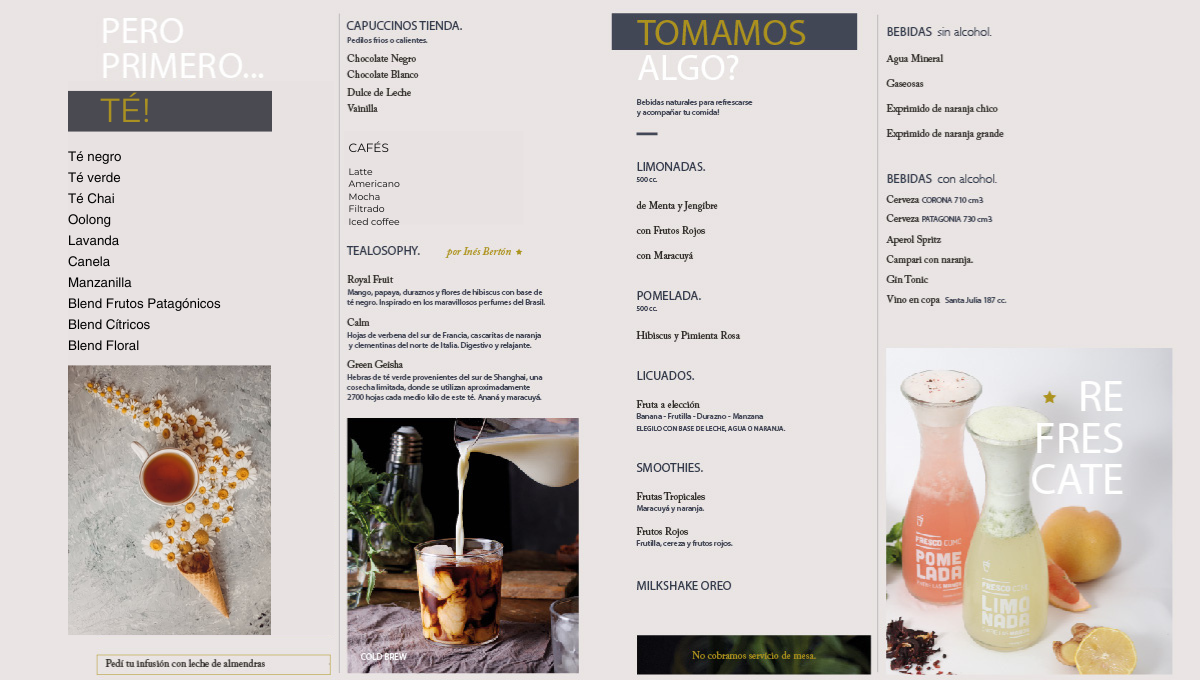 PERO
PRIMERO...
TÉ!
Té negro
Té verde
Té Chai
Oolong
Lavanda
Canela
Manzanilla
Blend Frutos Patagónicos
Blend Cítricos
Blend Floral
Pedí tu infusión con leche de almendras
CAPUCCINOS TIENDA.
Pedilos fríos o calientes.
Chocolate Negro
Chocolate Blanco
Dulce de Leche
Vainilla
CAFÉS
Latte
Americano
Mocha
Filtrado
Iced coffee
TEALOSOPHY. por Inés Bertón ★
Royal Fruit
Mango, papaya, duraznos y flores de hibiscus con base de
té negro. Inspirado en los maravillosos perfumes del Brasil.
Calm
Hojas de verbena del sur de Francia, cascaritas de naranja
y clementinas del norte de Italia. Digestivo y relajante.
Green Geisha
Hebras de té verde provenientes del sur de Shanghai, una
cosecha limitada, donde se utilizan aproximadamente
2700 hojas cada medio kilo de este té. Ananá y maracuyá.
COLD BREW
TOMAMOS
ALGO?
Bebidas naturales para refrescarse
y acompañar tu comida!
LIMONADAS.
500 cc.
de Menta y Jengibre
con Frutos Rojos
con Maracuyá
POMELADA.
500 cc.
Hibiscus y Pimienta Rosa
LICUADOS.
Fruta a elección
Banana - Frutilla - Durazno - Manzana
ELEGILO CON BASE DE LECHE, AGUA O NARANJA.
SMOOTHIES.
Frutas Tropicales
Maracuyá y naranja.
Frutos Rojos
Frutilla, cereza y frutos rojos.
MILKSHAKE OREO
No cobramos servicio de mesa.
BEBIDAS sin alcohol.
Agua Mineral
Gaseosas
Exprimido de naranja chico
Exprimido de naranja grande
BEBIDAS con alcohol.
Cerveza CORONA 710 cm3.
Cerveza PATAGONIA 730 cm3.
Aperol Spritz
Campari con naranja.
Gin Tonic
Vino en copa Santa Julia 187 cc.
★ RE
FRES
CATE
FRESCO
POME
LADA
FRESCO
LIMO
NADA